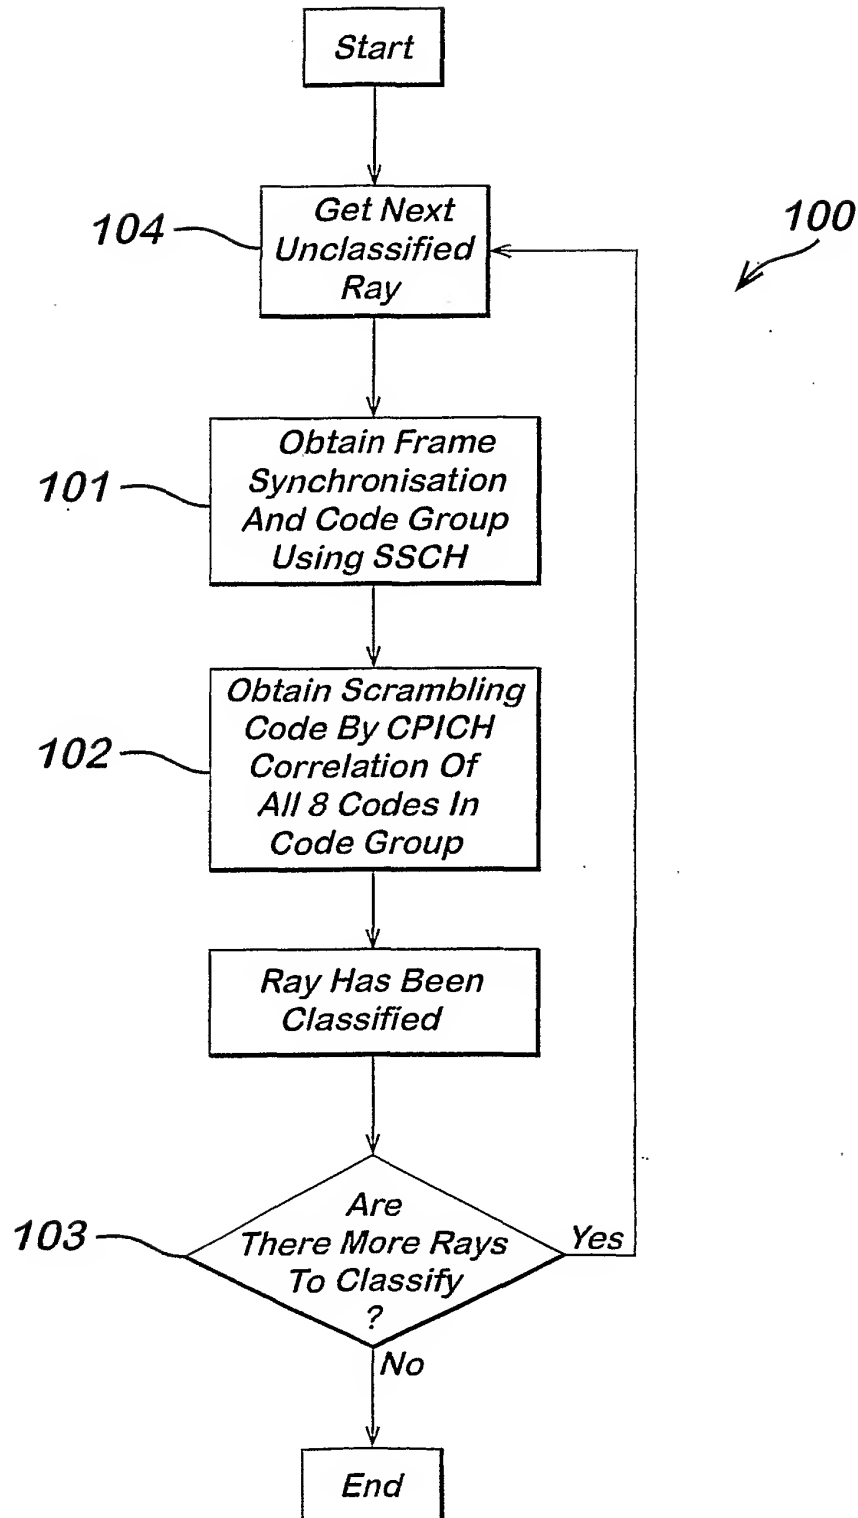 Start
104
Get Next
Unclassified
Ray
100
101
Obtain Frame
Synchronisation
And Code Group
Using SSCH
102
Obtain Scrambling
Code By CPICH
Correlation Of
All 8 Codes In
Code Group
Ray Has Been
Classified
103
Are
There More Rays
To Classify
?
Yes
No
End